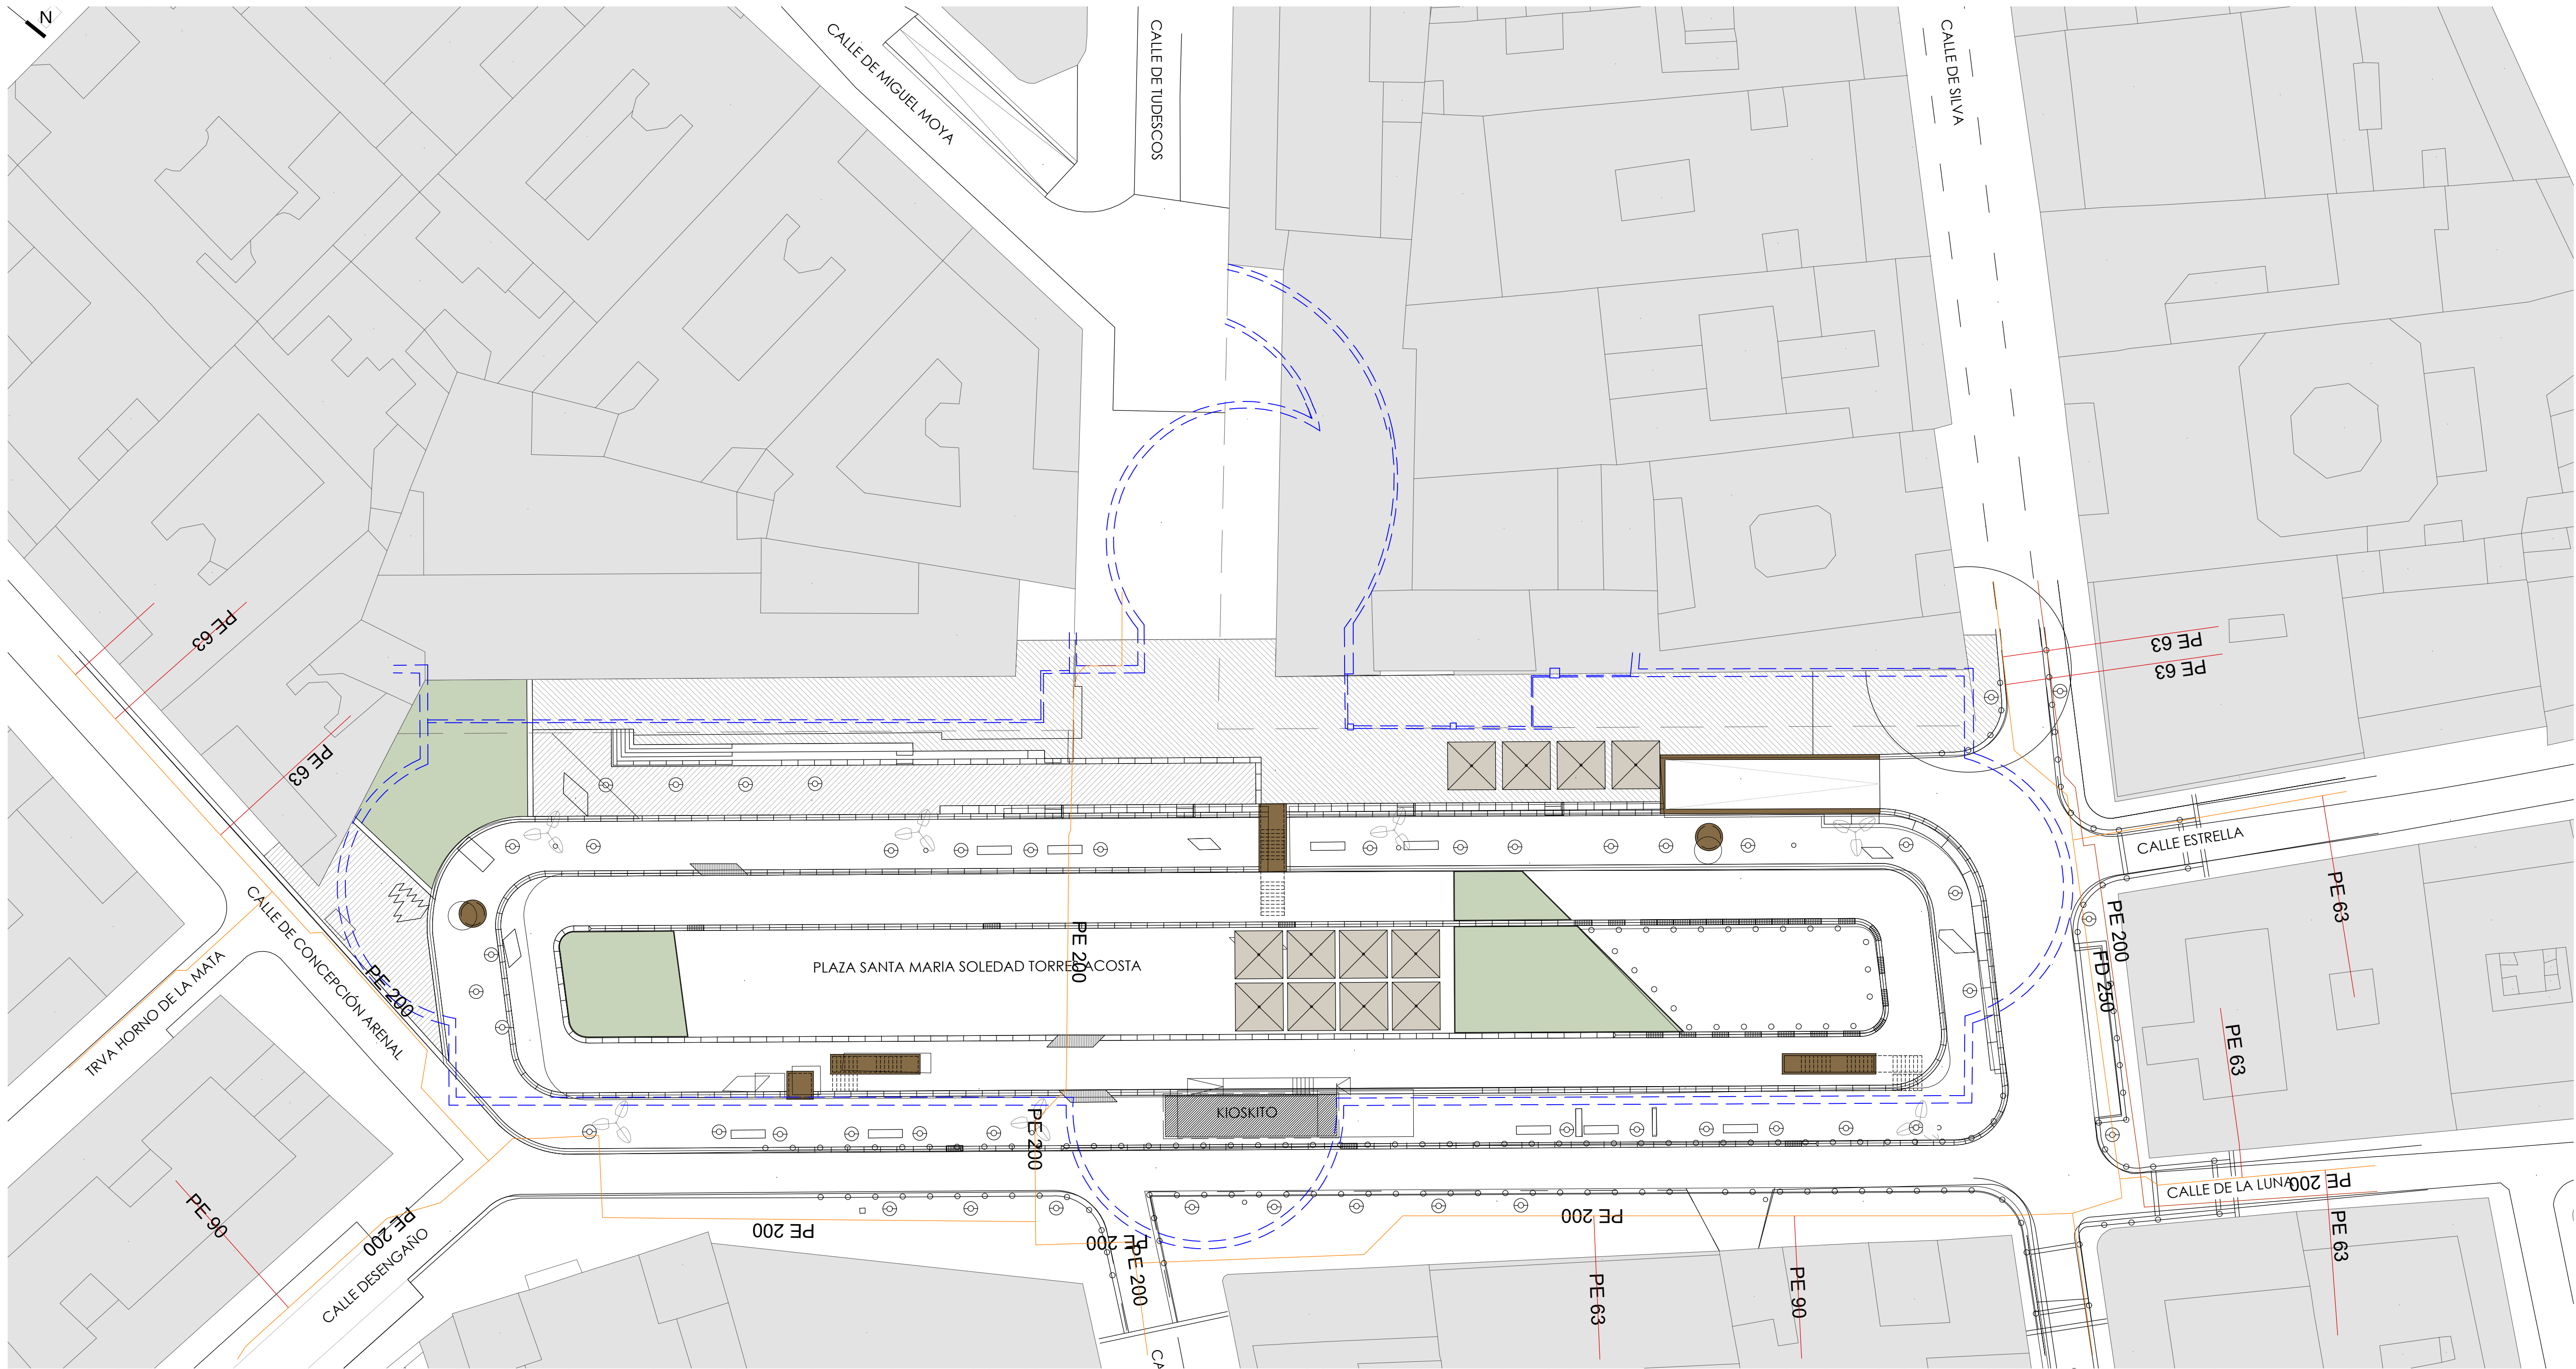 N
CALLE DE MIGUEL MOYA
CALLE DE TUDESCOS
CALLE DE SILVA
PE 63
PE 63
PE 63
PE 63
CALLE ESTRELLA
PE 63
PE 200
FD 250
PE 63
CALLE DE CONCEPCIÓN ARENAL
TRVA HORNO DE LA MATA
PE 200
PLAZA SANTA MARIA SOLEDAD TORRES ACOSTA
PE 200
KIOSKITO
PE 200
CALLE DE LA LUNA
PE 200
PE 90
PE 200
CALLE DESENGAÑO
PE 200
PE 200
PE 200
PE 200
PE 63
PE 90
PE 63
CA